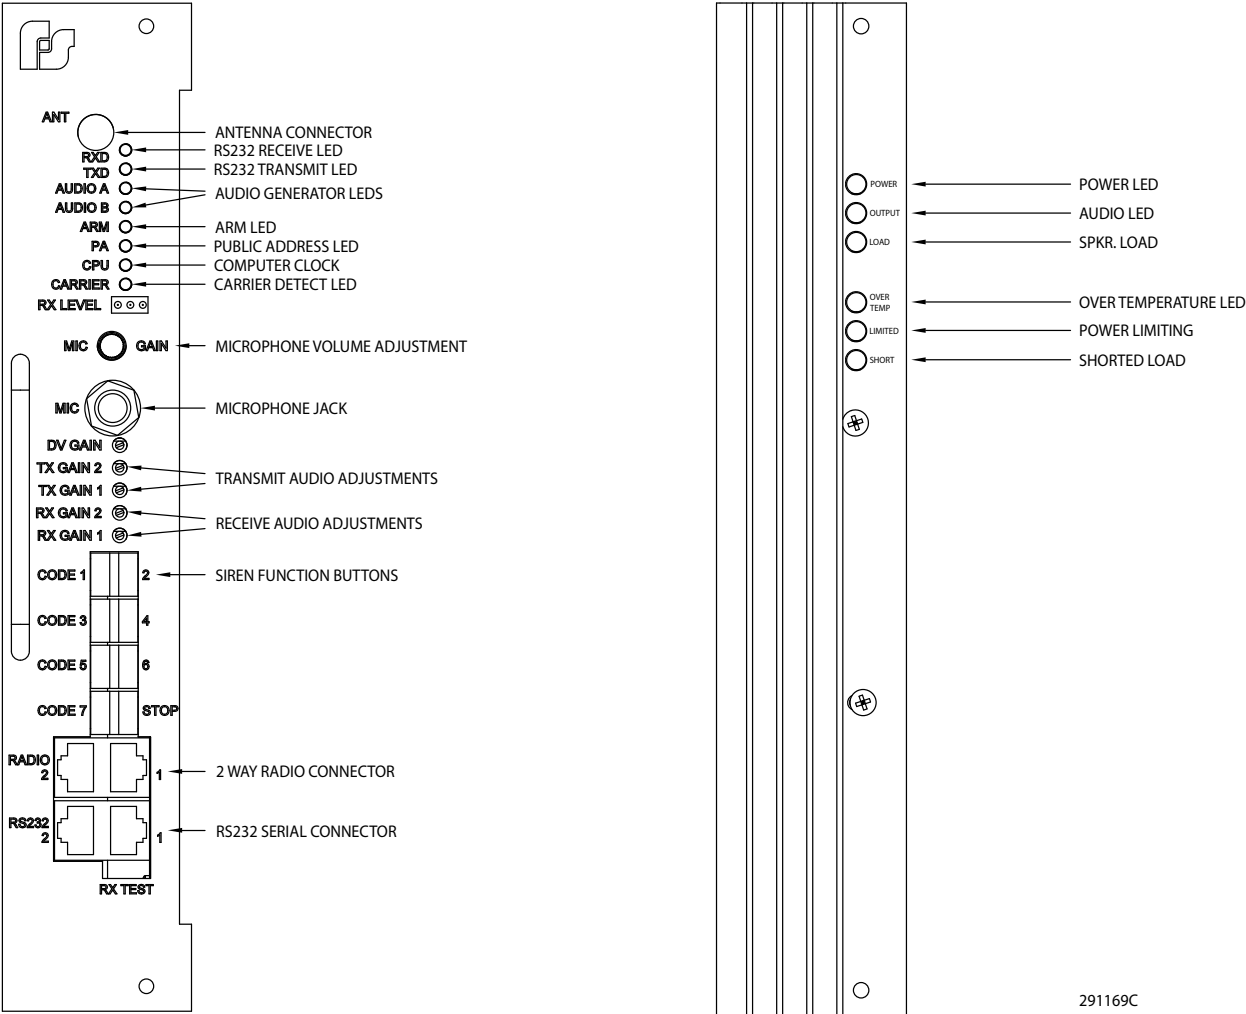 ANT
ANTENNA CONNECTOR
RXD
RS232 RECEIVE LED
TXD
RS232 TRANSMIT LED
AUDIO A
AUDIO GENERATOR LEDS
AUDIO B
ARM
ARM LED
PA
PUBLIC ADDRESS LED
CPU
COMPUTER CLOCK
CARRIER
CARRIER DETECT LED
RX LEVEL
MIC GAIN
MICROPHONE VOLUME ADJUSTMENT
MIC
MICROPHONE JACK
DV GAIN
TX GAIN 2
TRANSMIT AUDIO ADJUSTMENTS
TX GAIN 1
RX GAIN 2
RECEIVE AUDIO ADJUSTMENTS
RX GAIN 1
CODE 1 2
SIREN FUNCTION BUTTONS
CODE 3 4
CODE 5 6
CODE 7 STOP
RADIO
2 1
2 WAY RADIO CONNECTOR
RS232
2 1
RS232 SERIAL CONNECTOR
RX TEST
POWER
POWER LED
OUTPUT
AUDIO LED
LOAD
SPKR. LOAD
OVER
TEMP
OVER TEMPERATURE LED
LIMITED
POWER LIMITING
SHORT
SHORTED LOAD
291169C